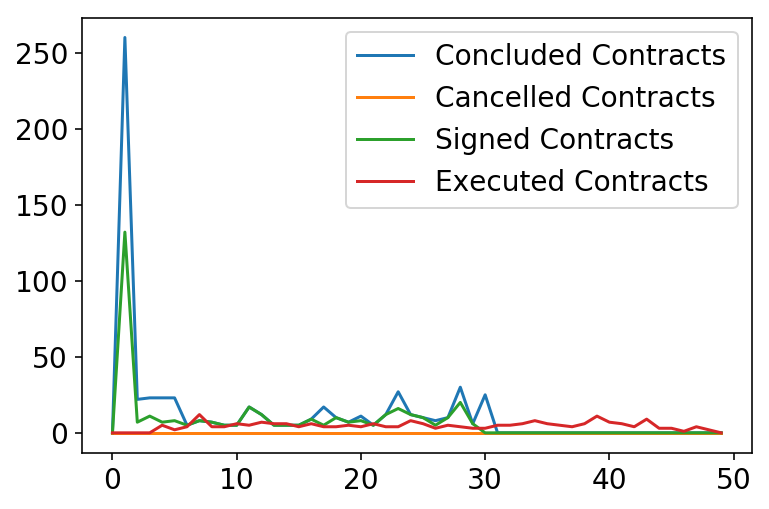 250
200
150
100
50
0
Concluded Contracts
Cancelled Contracts
Signed Contracts
Executed Contracts
0 10 20 30 40 50